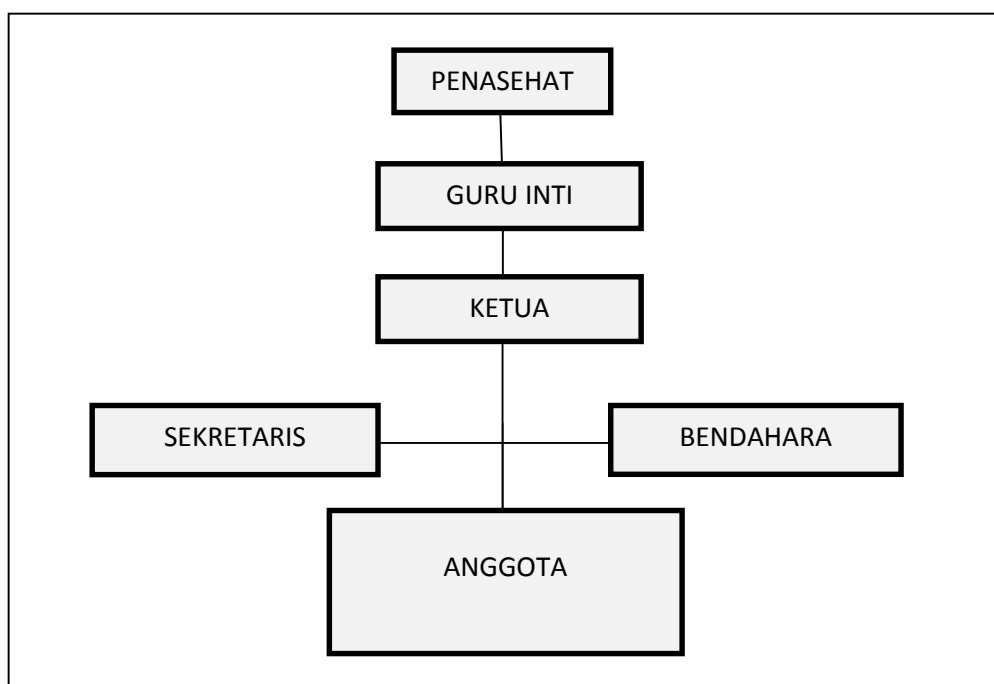 PENASEHAT
GURU INTI
KETUA
SEKRETARIS
BENDAHARA
ANGGOTA